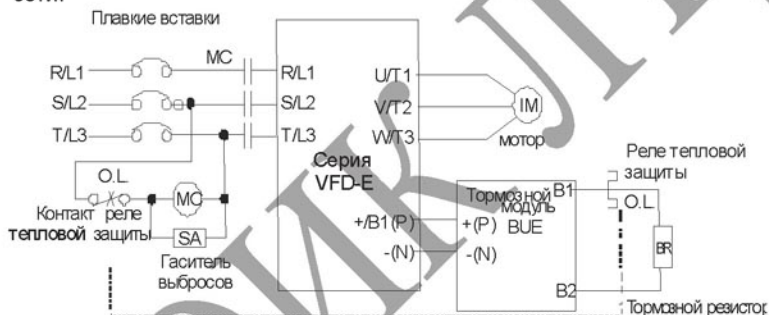 Плавкие вставки
MC
R/L1
R/L1
U/T1
S/L2
S/L2
V/T2
IM
T/L3
T/L3
W/T3
мотор
Серия
VFD-E
Реле тепловой
защиты
O.L.
O.L.
MC
Контакт реле
тепловой защиты
SA
Гаситель
выбросов
Тормозной
модуль
BUE
B1
+/B1(P)
+(P)
-(N)
-(N)
BR
B2
Тормозной резистор